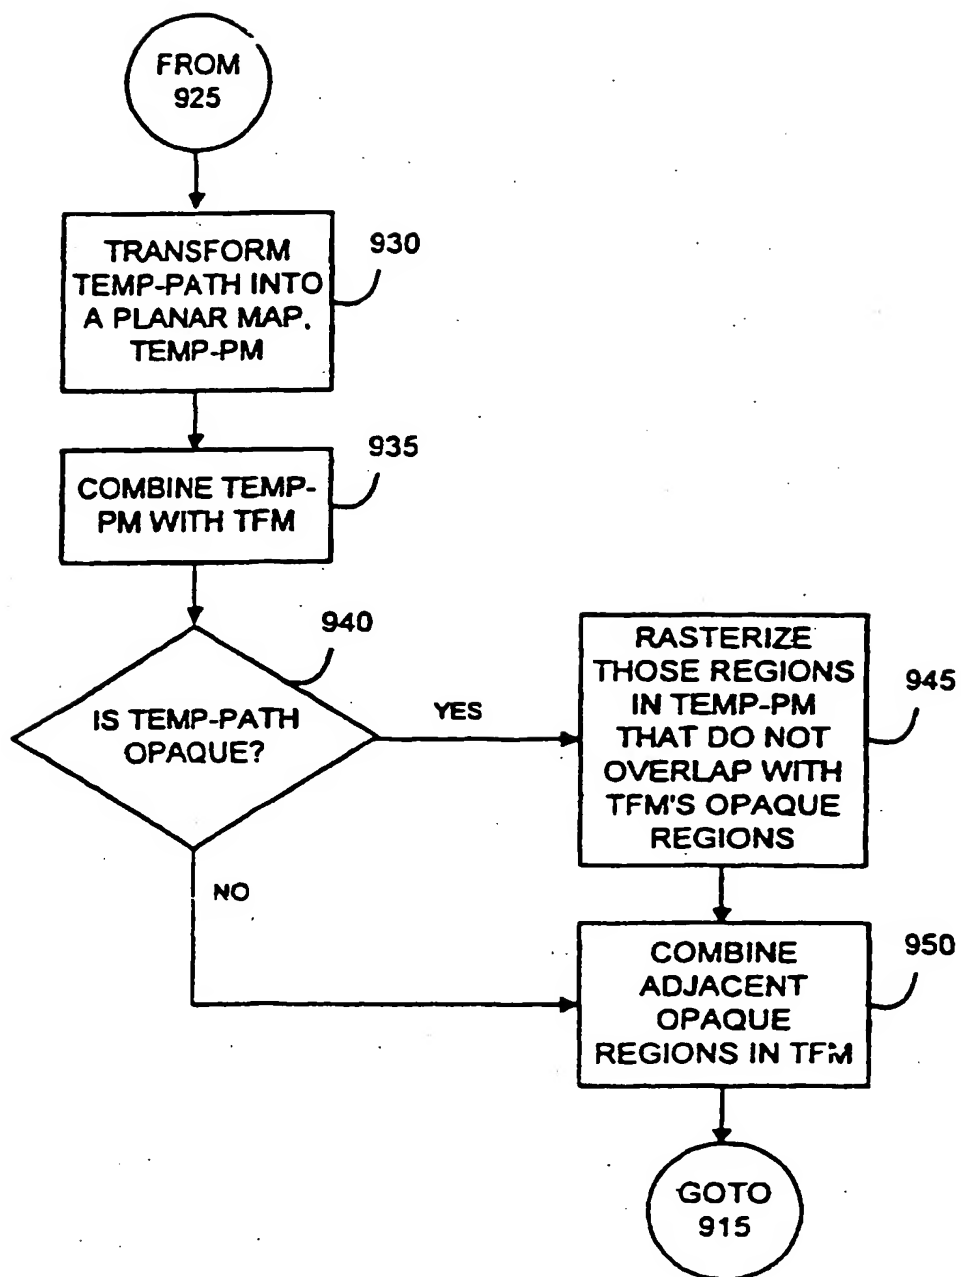 FROM
925
TRANSFORM
TEMP-PATH INTO
A PLANAR MAP,
TEMP-PM
930
COMBINE TEMP-
PM WITH TFM
935
940
IS TEMP-PATH
OPAQUE?
YES
NO
RASTERIZE
THOSE REGIONS
IN TEMP-PM
THAT DO NOT
OVERLAP WITH
TFM'S OPAQUE
REGIONS
945
COMBINE
ADJACENT
OPAQUE
REGIONS IN TFM
950
GOTO
915